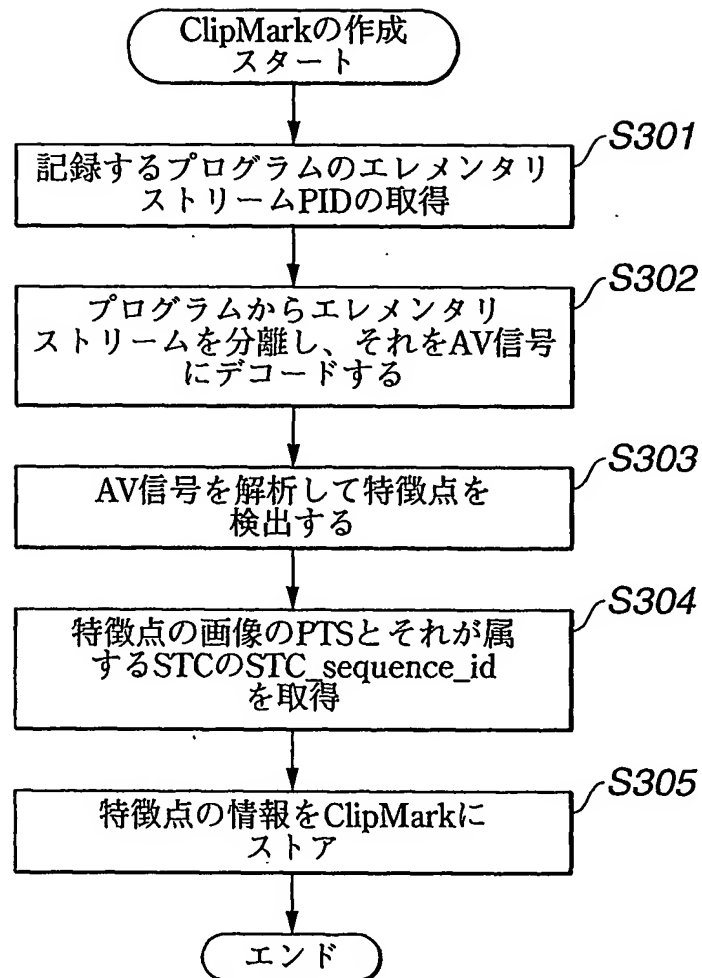 ClipMarkの作成
スタート
S301
記録するプログラムのエレメンタリ
ストリームPIDの取得
S302
プログラムからエレメンタリ
ストリームを分離し、それをAV信号
にデコードする
S303
AV信号を解析して特徴点を
検出する
S304
特徴点の画像のPTSとそれが属
するSTCのSTC_sequence_id
を取得
S305
特徴点の情報をClipMarkに
ストア
エンド